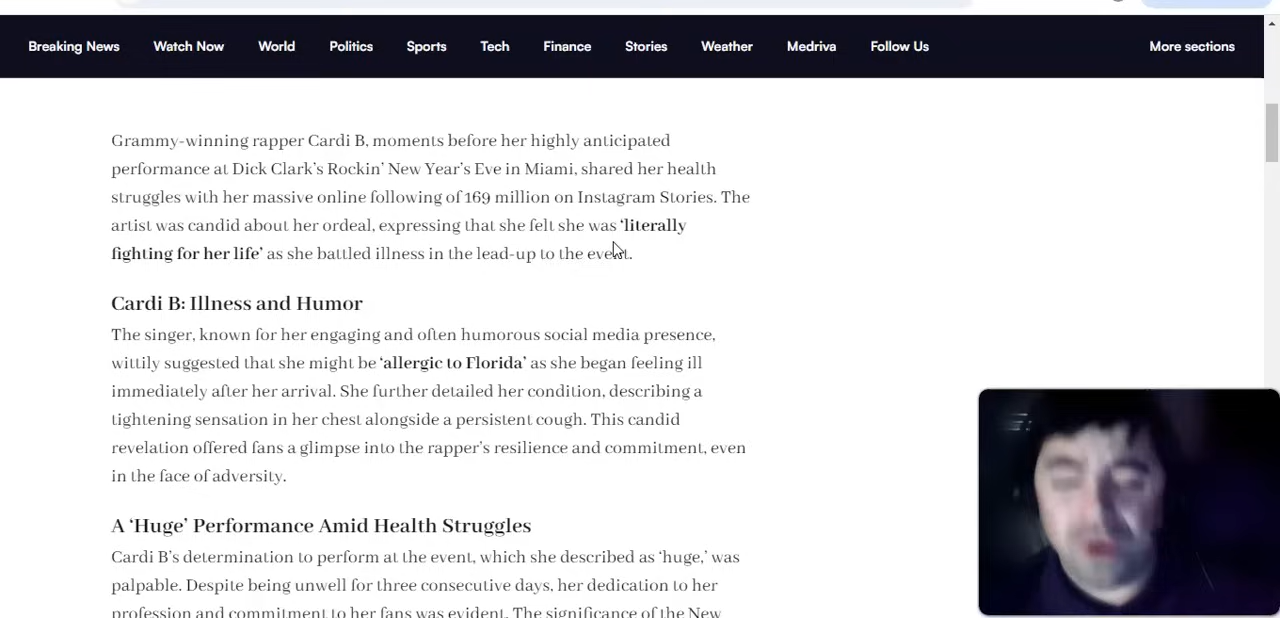 Breaking News Watch Now World Politics Sports Tech Finance Stories Weather Medriva Follow Us More sections
Grammy-winning rapper Cardi B, moments before her highly anticipated
performance at Dick Clark’s Rockin’ New Year’s Eve in Miami, shared her health
struggles with her massive online following of 169 million on Instagram Stories. The
artist was candid about her ordeal, expressing that she felt she was ‘literally
fighting for her life’ as she battled illness in the lead-up to the event.
Cardi B: Illness and Humor
The singer, known for her engaging and often humorous social media presence,
wittily suggested that she might be ‘allergic to Florida’ as she began feeling ill
immediately after her arrival. She further detailed her condition, describing a
tightening sensation in her chest alongside a persistent cough. This candid
revelation offered fans a glimpse into the rapper’s resilience and commitment, even
in the face of adversity.
A ‘Huge’ Performance Amid Health Struggles
Cardi B’s determination to perform at the event, which she described as ‘huge,’ was
palpable. Despite being unwell for three consecutive days, her dedication to her
profession and commitment to her fans was evident. The significance of the New